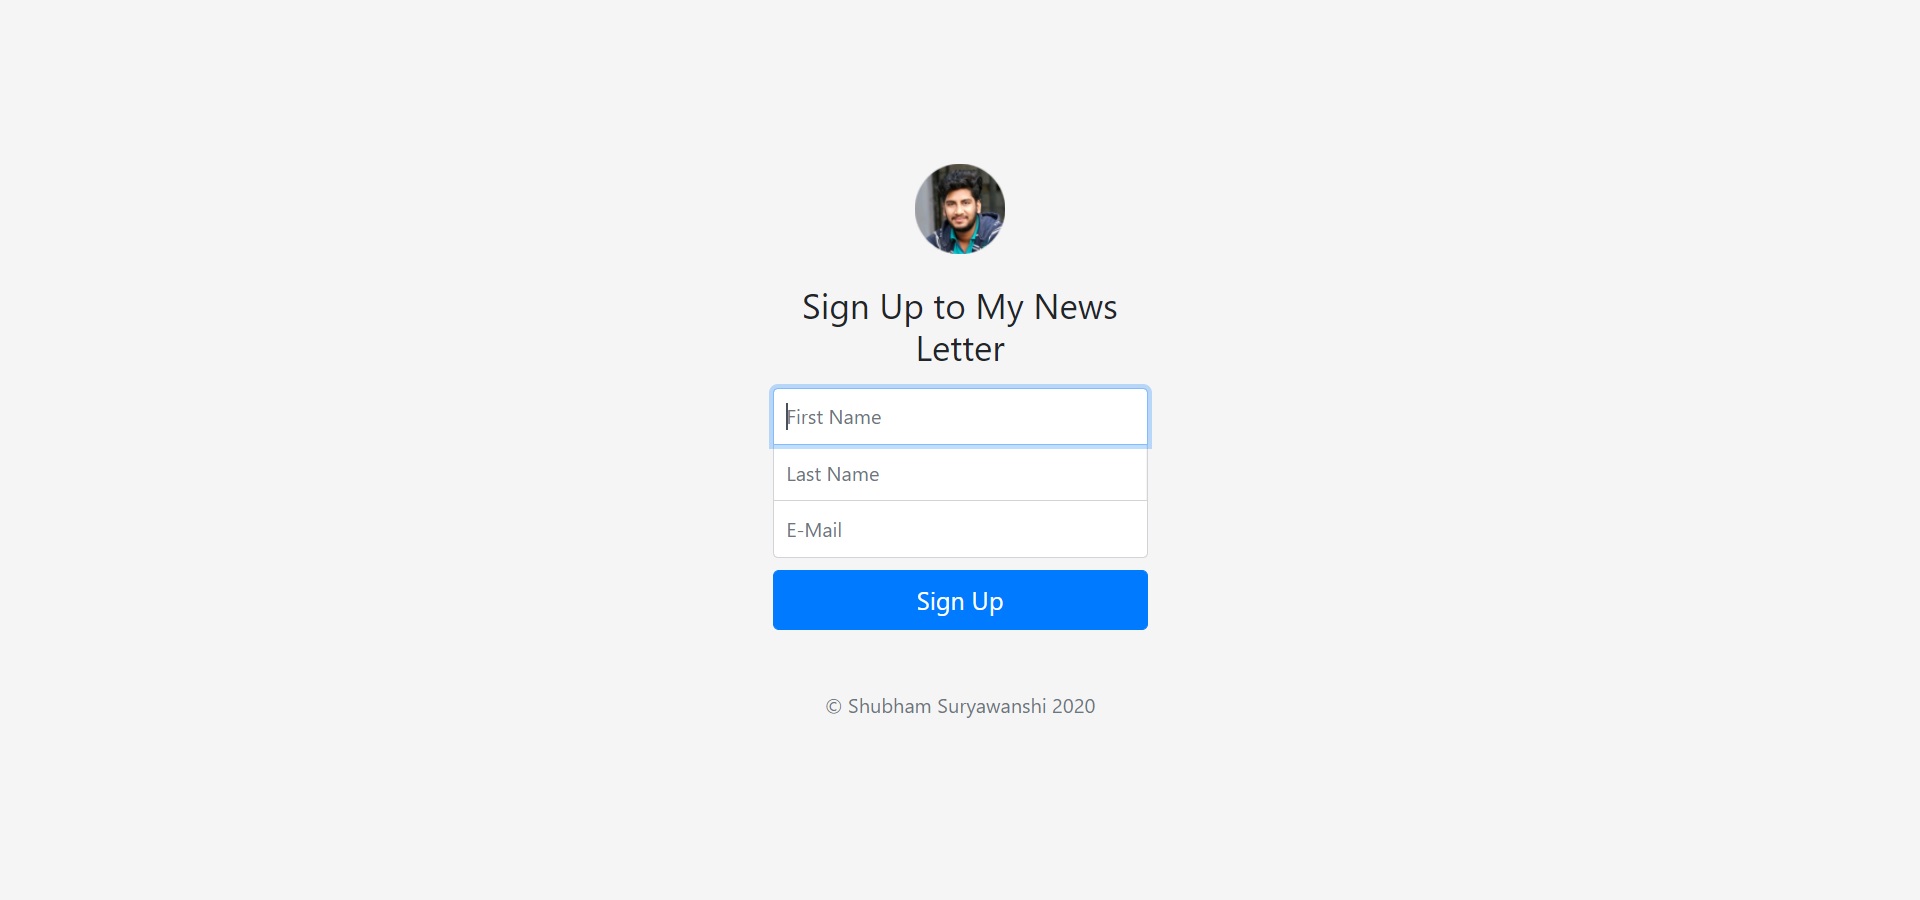 Sign Up to My News
Letter
First Name
Last Name
E-Mail
Sign Up
© Shubham Suryawanshi 2020